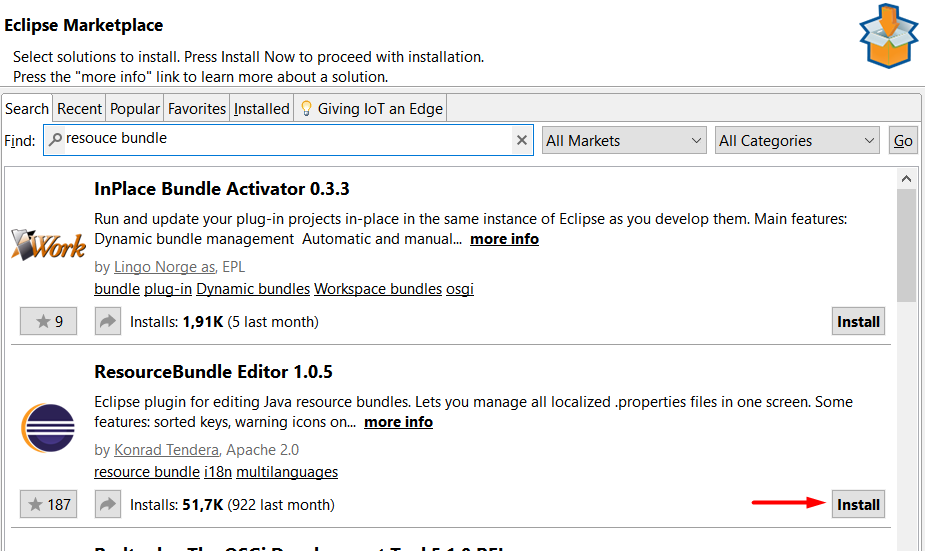 Eclipse Marketplace
Select solutions to install. Press Install Now to proceed with installation.
Press the "more info" link to learn more about a solution.
Search Recent Popular Favorites Installed Giving IoT an Edge
Find: resouce bundle All Markets All Categories Go
InPlace Bundle Activator 0.3.3
Run and update your plug-in projects in-place in the same instance of Eclipse as you develop them. Main features:
Dynamic bundle management Automatic and manual... more info
Work
by Lingo Norge as, EPL
bundle plug-in Dynamic bundles Workspace bundles osgi
9 Installs: 1,91K (5 last month) Install
ResourceBundle Editor 1.0.5
Eclipse plugin for editing Java resource bundles. Lets you manage all localized .properties files in one screen. Some
features: sorted keys, warning icons on... more info
by Konrad Tendera, Apache 2.0
resource bundle i18n multilanguages
187 Installs: 51,7K (922 last month) Install